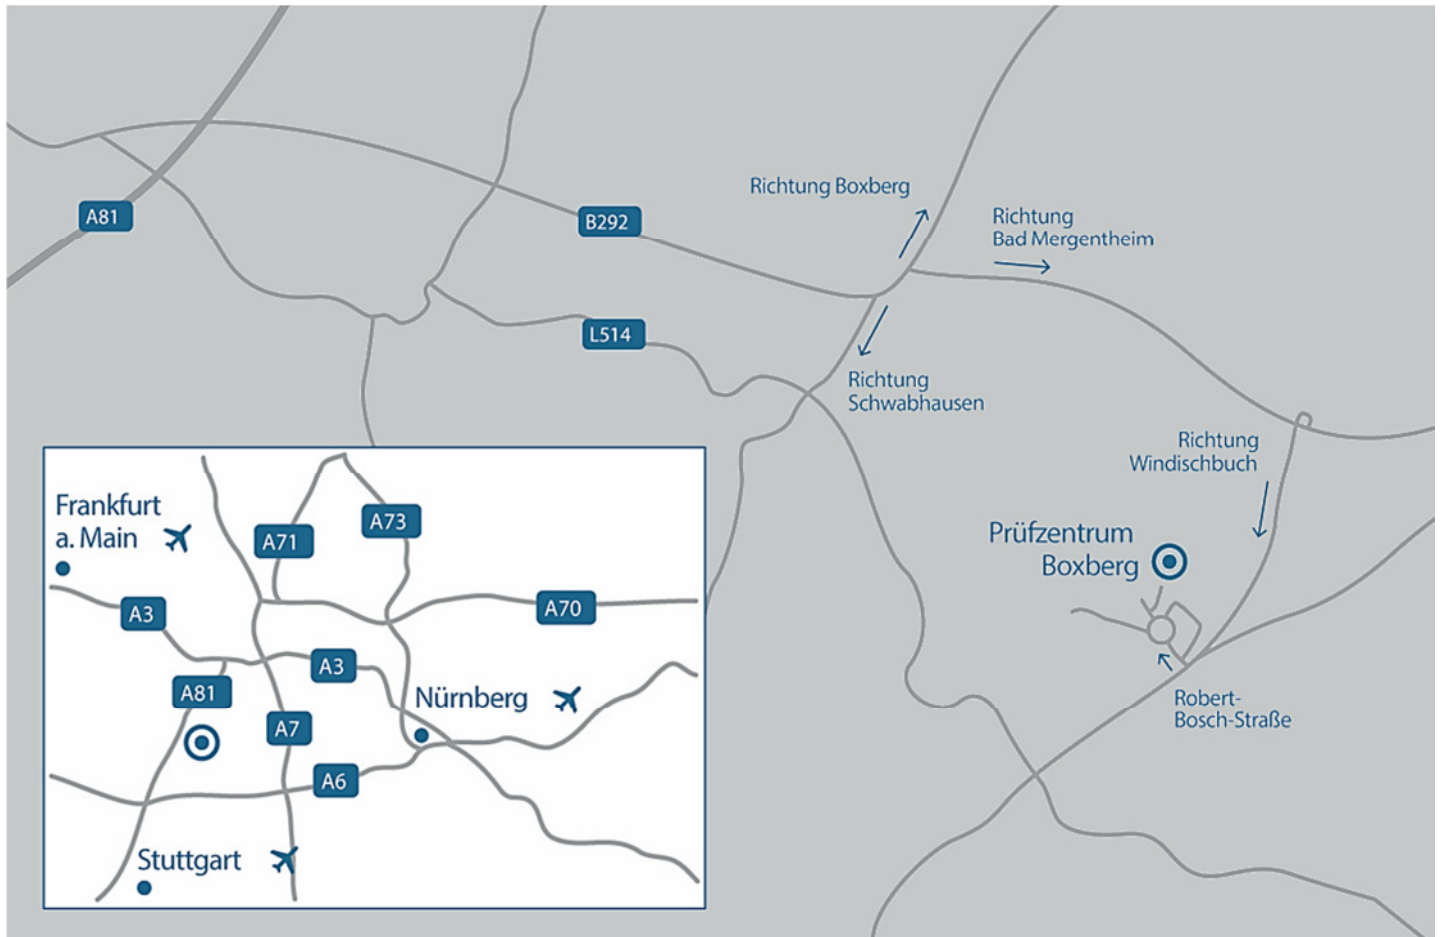 Richtung Boxberg
Richtung
Bad Mergentheim
A81
B292
L514
Richtung
Schwabhausen
Richtung
Windischbuch
Prüfzentrum
Boxberg
Robert-
Bosch-Straße
Frankfurt
a. Main
A71
A73
A3
A70
A3
A81
Nürnberg
A7
A6
Stuttgart